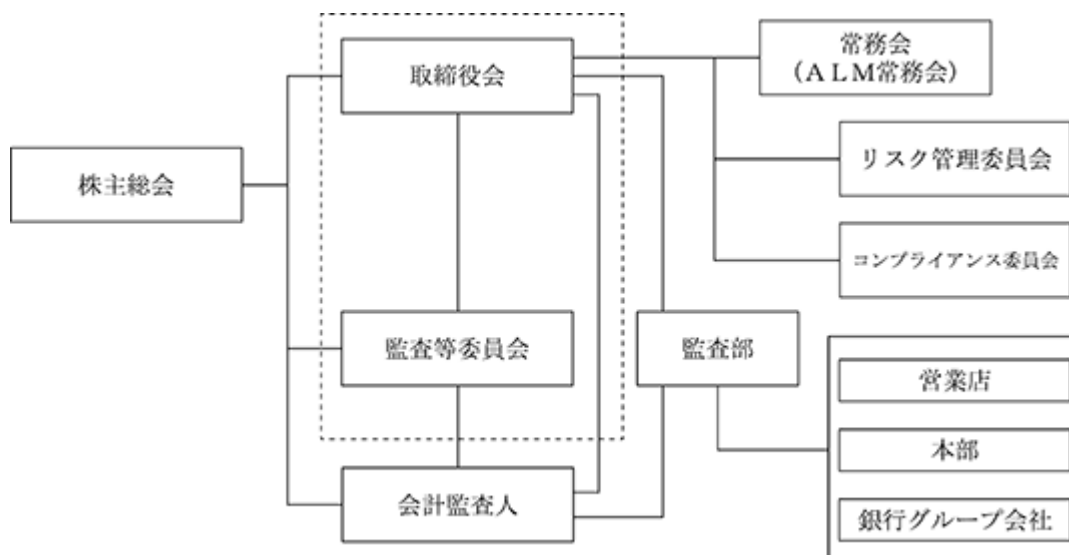 取締役会
常務会
（ＡＬＭ常務会）
株主総会
リスク管理委員会
コンプライアンス委員会
監査等委員会
監査部
営業店
本部
会計監査人
銀行グループ会社